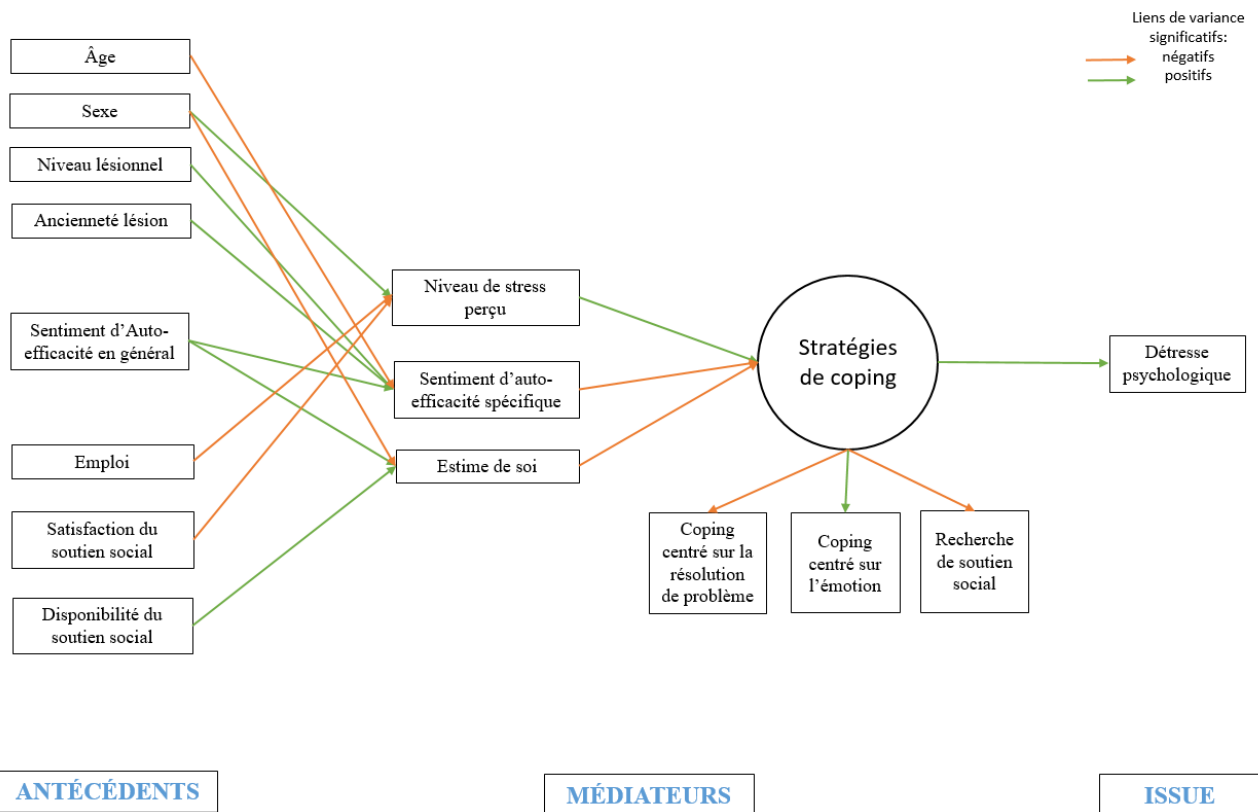 Liens de variance
significatifs:
négatifs
positifs
Âge
Sexe
Niveau lésionnel
Ancienneté lésion
Sentiment d'Auto-
efficacité en général
Emploi
Satisfaction du
soutien social
Disponibilité du
soutien social
Niveau de stress
perçu
Sentiment d'auto-
efficacité spécifique
Estime de soi
Stratégies
de coping
Coping
centré sur la
résolution
de problème
Coping
centré sur
l'émotion
Recherche
de soutien
social
Détresse
psychologique
ANTÉCÉDENTS
MÉDIATEURS
ISSUE